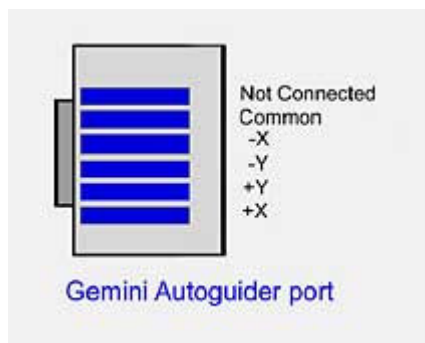 Not Connected
Common
-X
-Y
+Y
+X
Gemini Autoguider port